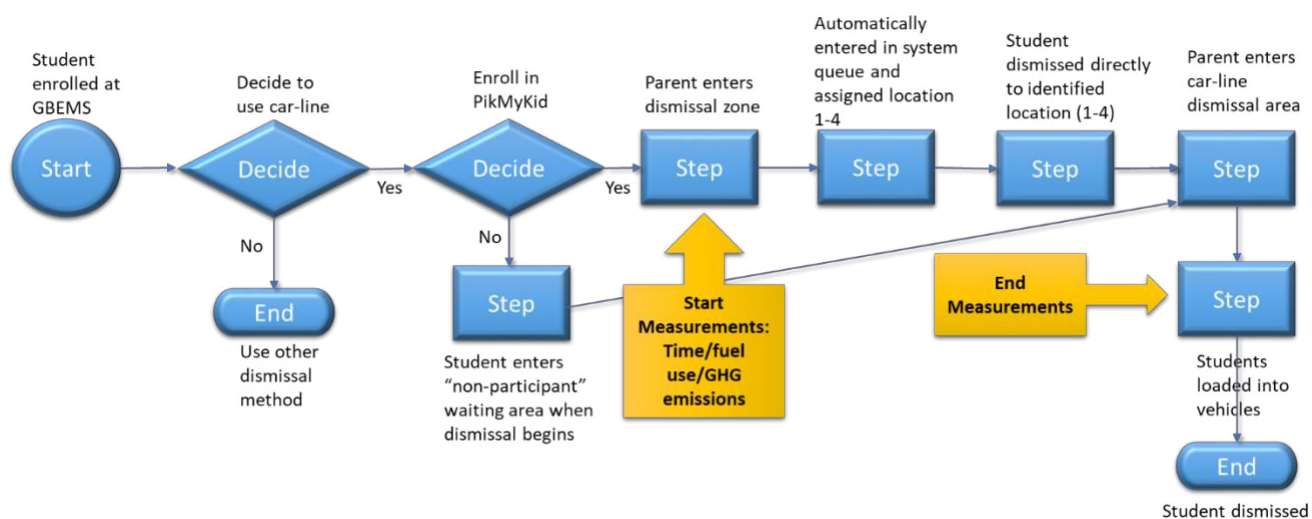 Student
enrolled at
GBEMS
Start
Decide to
use car-line
Decide
Yes
No
End
Use other
dismissal
method
Enroll in
PikMyKid
Decide
Yes
No
Step
Student enters
“non-participant”
waiting area when
dismissal begins
Parent enters
dismissal zone
Step
Start
Measurements:
Time/fuel
use/GHG
emissions
Automatically
entered in system
queue and
assigned location
1-4
Step
Student
dismissed directly
to identified
location (1-4)
Step
Parent enters
car-line
dismissal area
Step
End
Measurements
Step
Students
loaded into
vehicles
End
Student dismissed